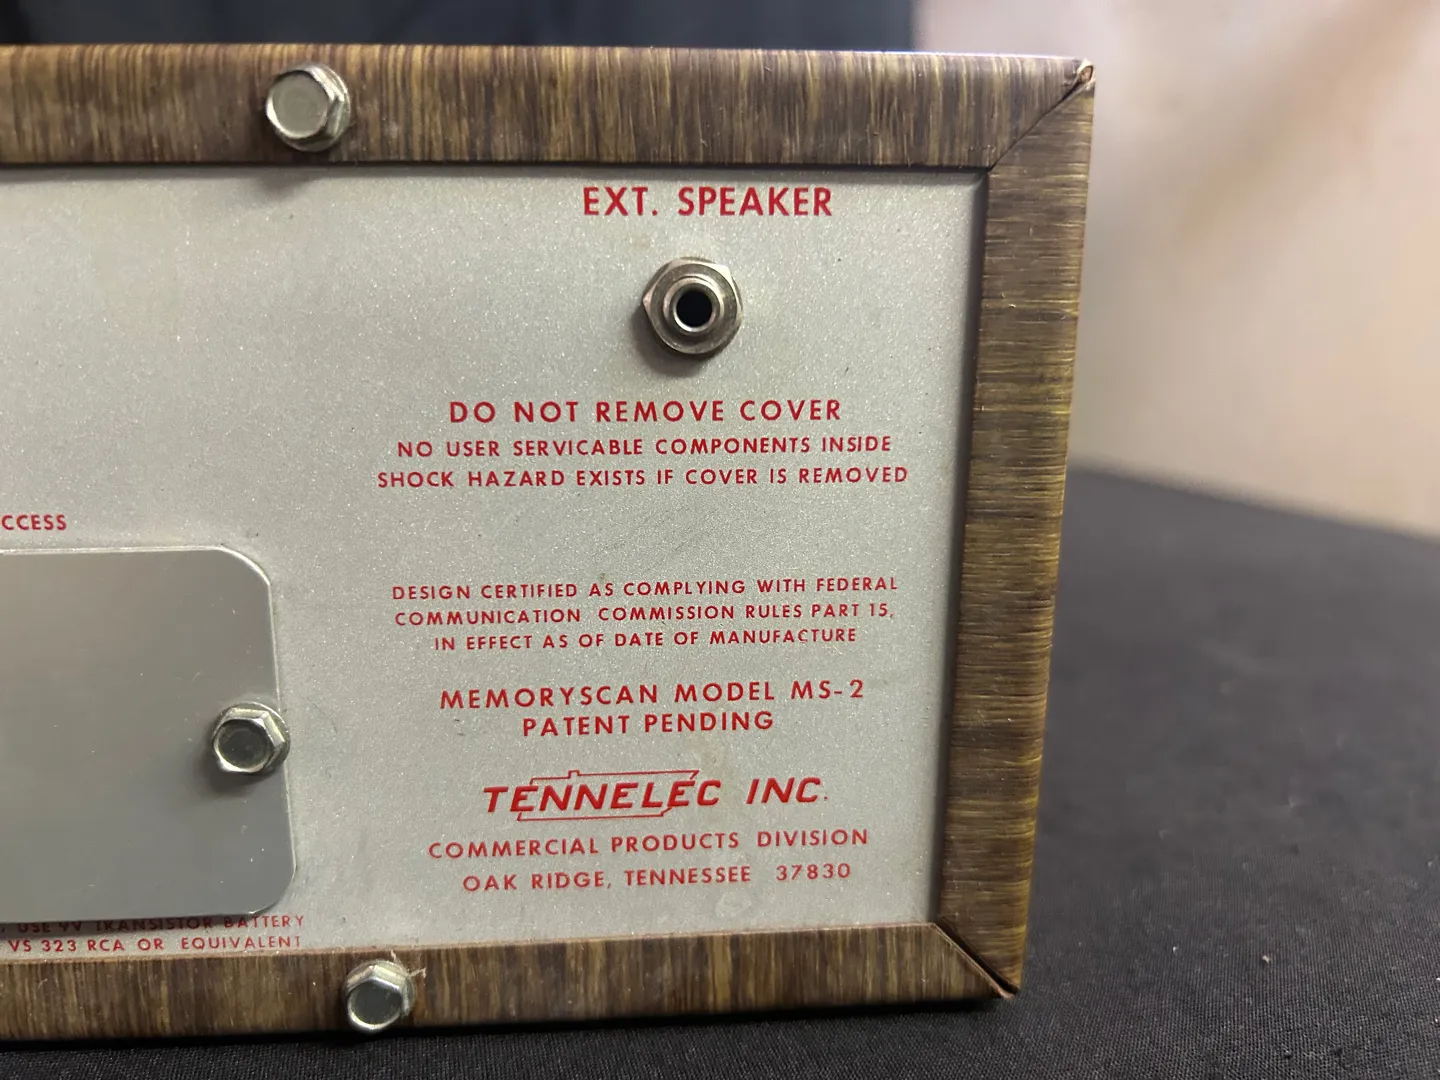 EXT. SPEAKER
DO NOT REMOVE COVER
NO USER SERVICABLE COMPONENTS INSIDE
SHOCK HAZARD EXISTS IF COVER IS REMOVED
CCESS
DESIGN CERTIFIED AS COMPLYING WITH FEDERAL
COMMUNICATION COMMISSION RULES PART 15,
IN EFFECT AS OF DATE OF MANUFACTURE
MEMORYSCAN MODEL MS-2
PATENT PENDING
TENNELEC INC.
COMMERCIAL PRODUCTS DIVISION
OAK RIDGE, TENNESSEE 37830
USE 9V TRANSISTOR BATTERY
VS 323 RCA OR EQUIVALENT